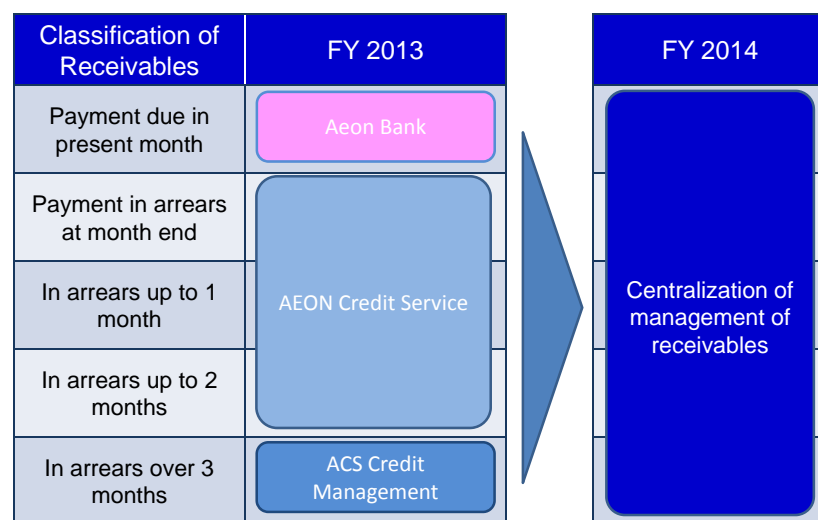 Classification of
Receivables
FY 2013
FY 2014
Payment due in
present month
Aeon Bank
Payment in arrears
at month end
In arrears up to 1
month
AEON Credit Service
Centralization of
management of
receivables
In arrears up to 2
months
In arrears over 3
months
ACS Credit
Management